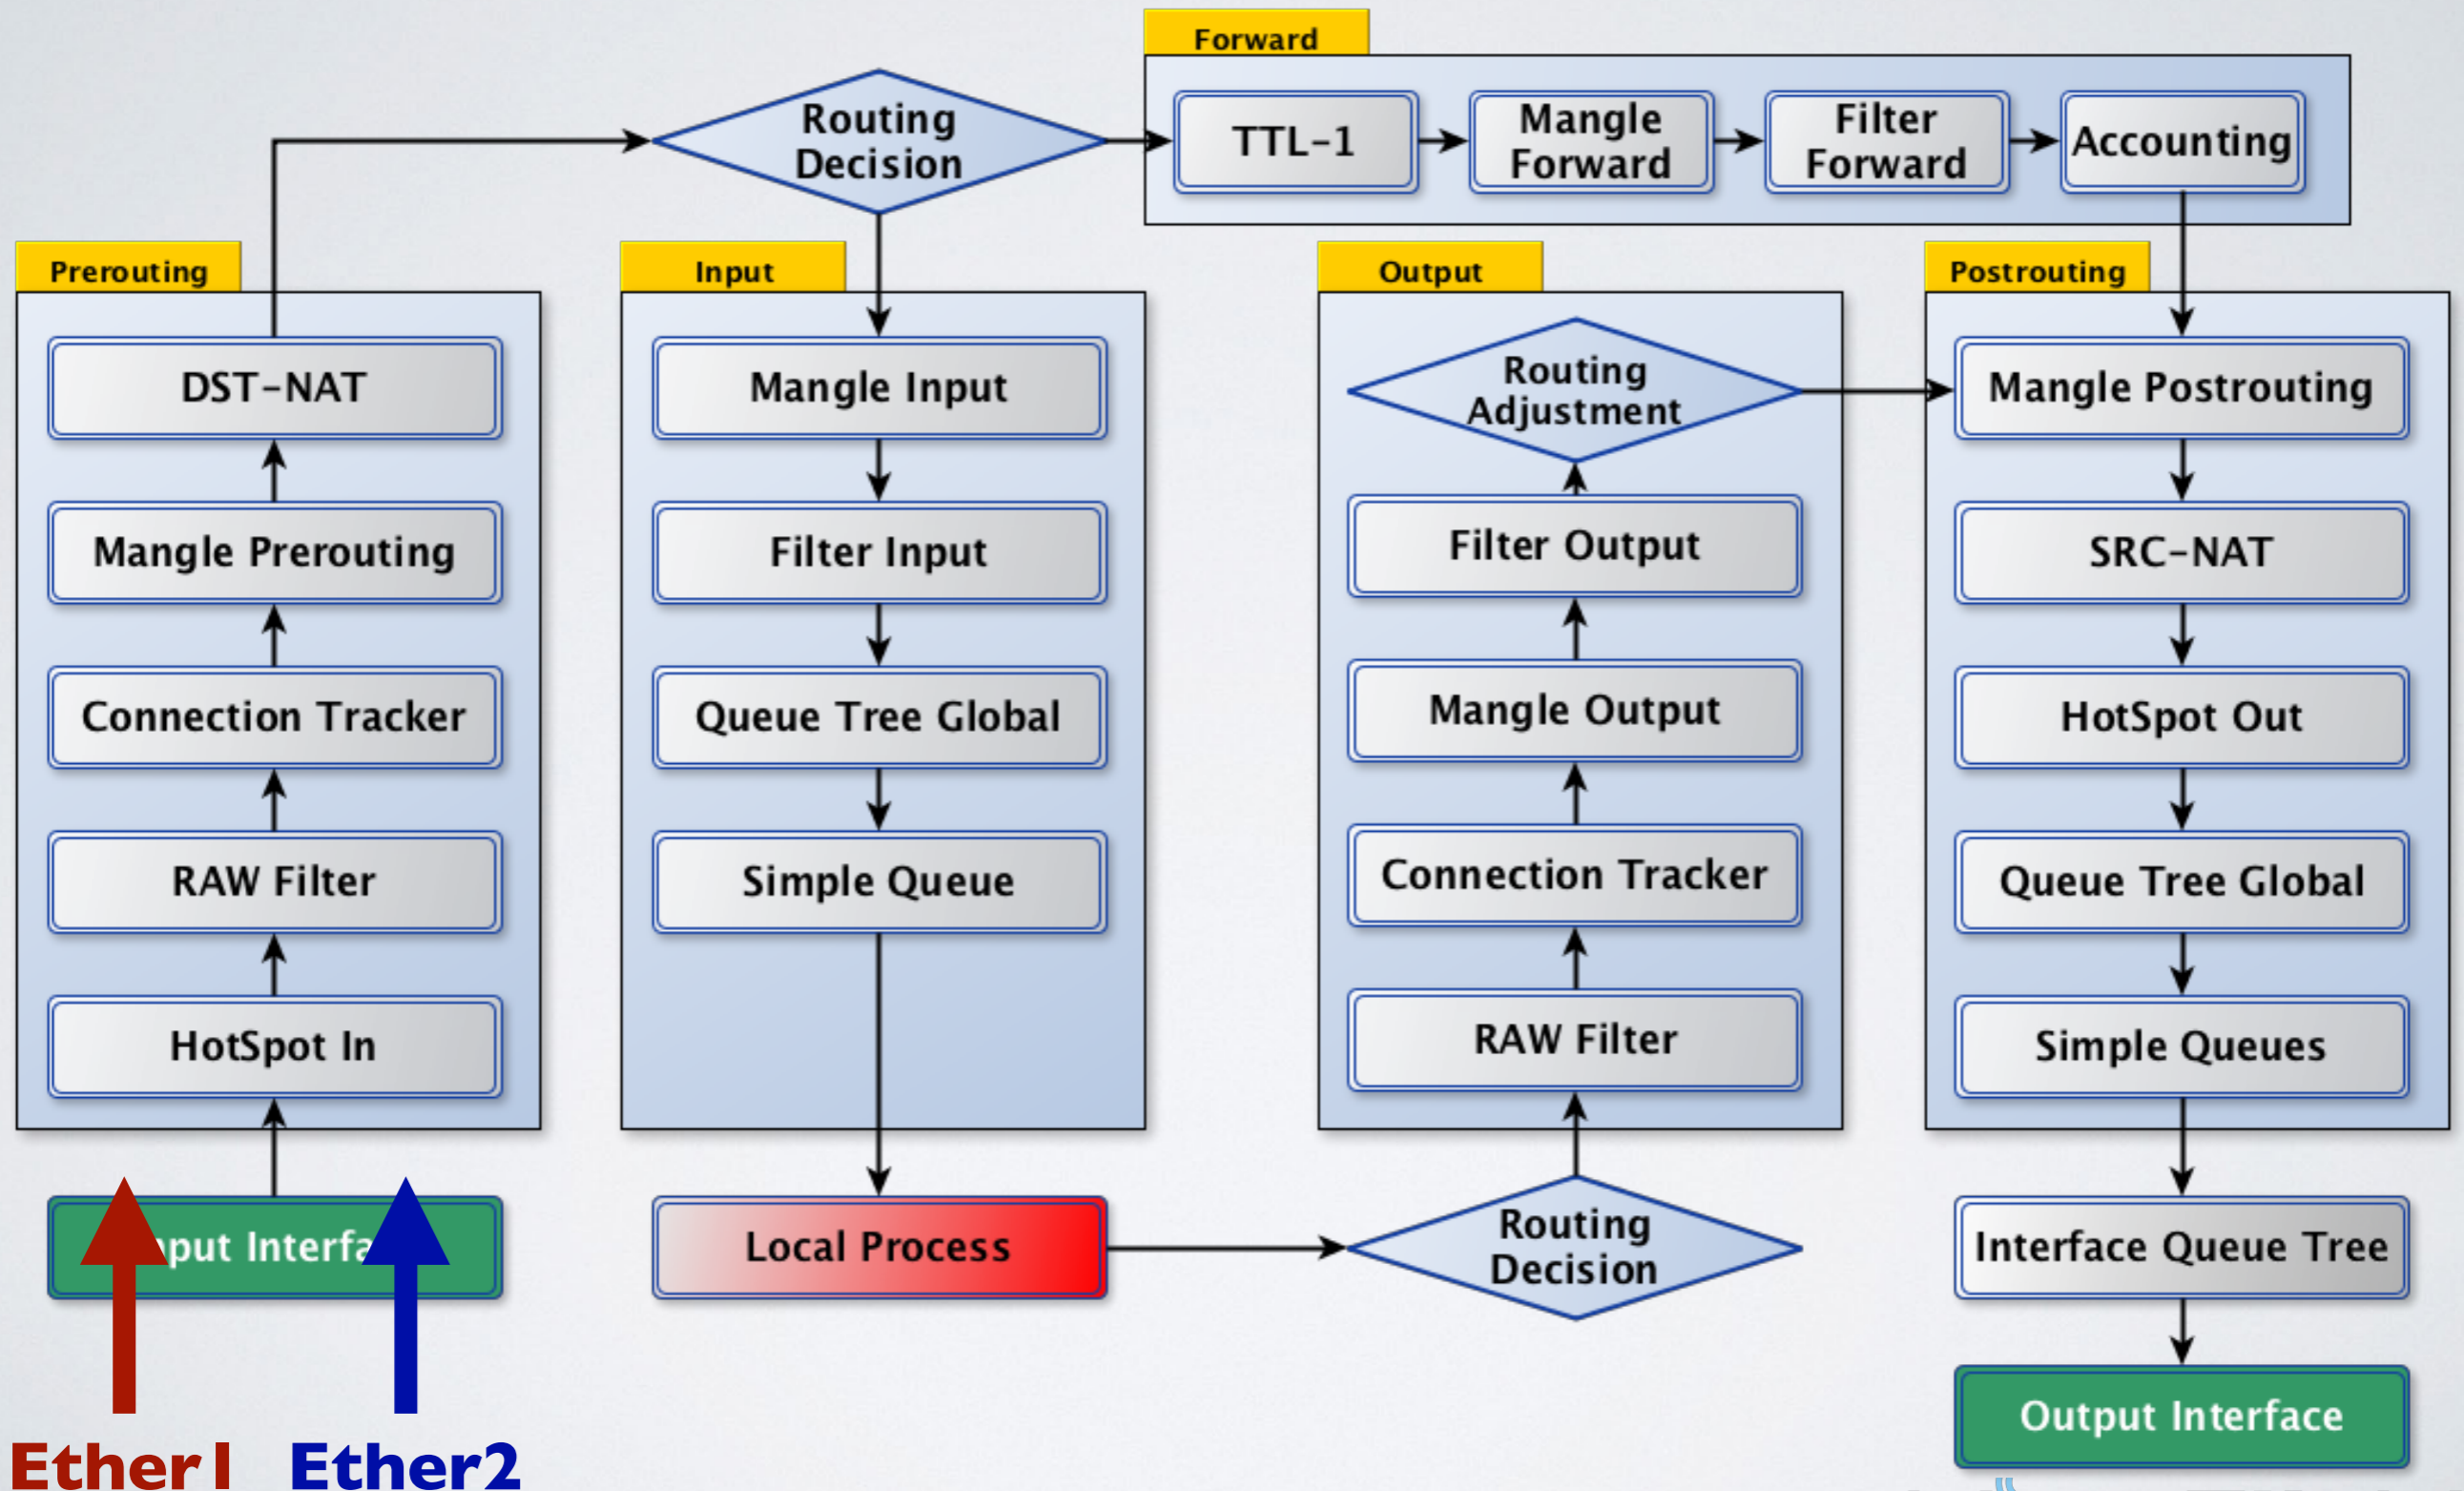 Forward
Routing
Decision
TTL-1
Mangle
Forward
Filter
Forward
Accounting
Prerouting
DST-NAT
Mangle Prerouting
Connection Tracker
RAW Filter
HotSpot In
Input
Mangle Input
Filter Input
Queue Tree Global
Simple Queue
Local Process
Output
Routing
Adjustment
Filter Output
Mangle Output
Connection Tracker
RAW Filter
Routing
Decision
Postrouting
Mangle Postrouting
SRC-NAT
HotSpot Out
Queue Tree Global
Simple Queues
Interface Queue Tree
Output Interface
Ether1
Ether2